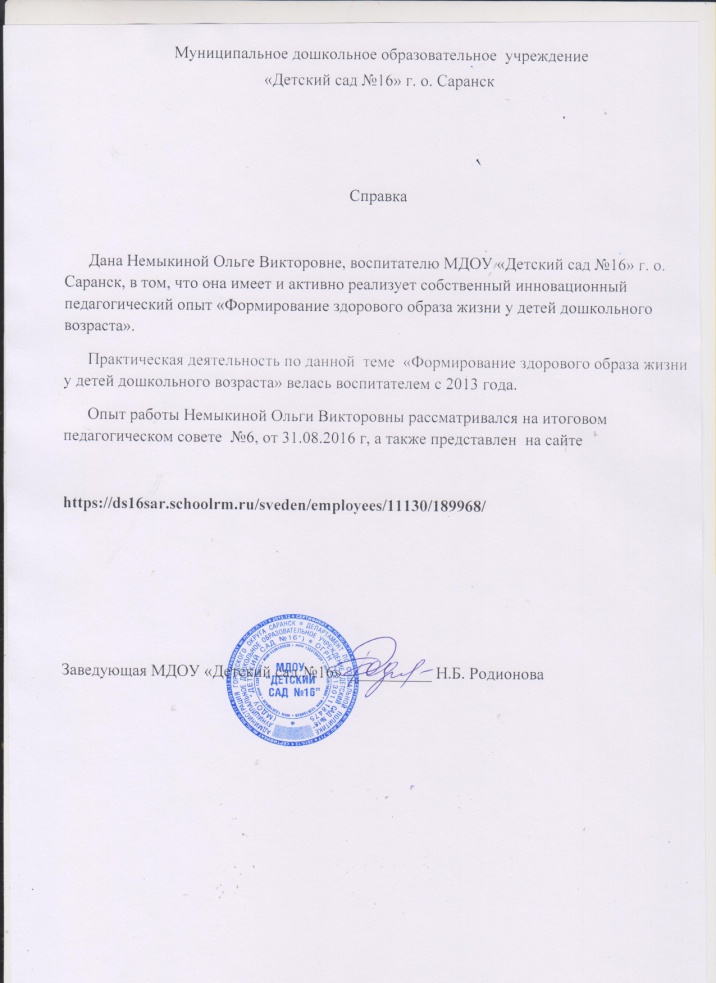 Муниципальное дошкольное образовательное учреждение
«Детский сад №16» г. о. Саранск
Справка
Дана Немыкиной Ольге Викторовне, воспитателю МДОУ «Детский сад №16» г. о.
Саранск, в том, что она имеет и активно реализует собственный инновационный
педагогический опыт «Формирование здорового образа жизни у детей дошкольного
возраста».
Практическая деятельность по данной теме «Формирование здорового образа жизни
у детей дошкольного возраста» велась воспитателем с 2013 года.
Опыт работы Немыкиной Ольги Викторовны рассматривался на итоговом
педагогическом совете №6, от 31.08.2016 г, а также представлен на сайте
https://ds16sar.schoolrm.ru/sveden/employees/11130/189968/
Заведующая МДОУ «Детский сад №16» Н.Б. Родионова
МДОУ
"ДЕТСКИЙ
САД №16"